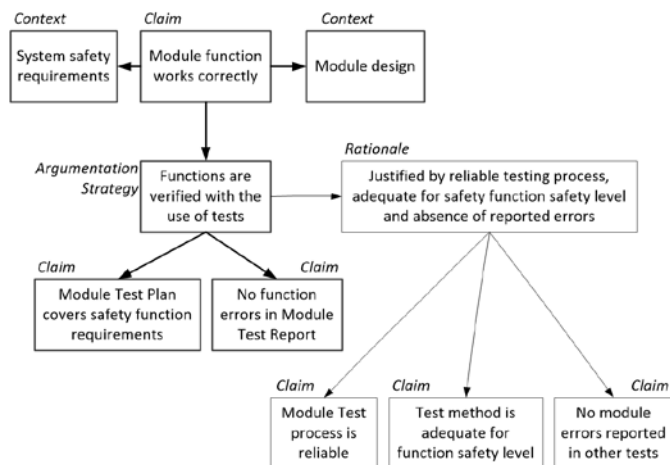 Context
Claim
Context
System safety
requirements
Module function
works correctly
Module design
Argumentation
Strategy
Functions are
verified with the
use of tests
Rationale
Justified by reliable testing process,
adequate for safety function safety level
and absence of reported errors
Claim
Module Test Plan
covers safety function
requirements
Claim
No function
errors in Module
Test Report
Claim
Module Test
process is
reliable
Claim
Test method is
adequate for
function safety level
Claim
No module
errors reported
in other tests